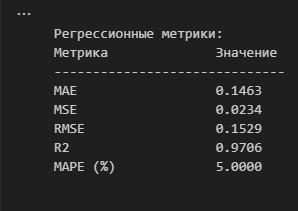 ...
Регрессионные метрики:
Метрика Значение
------------------------------
MAE 0.1463
MSE 0.0234
RMSE 0.1529
R2 0.9706
MAPE (%) 5.0000